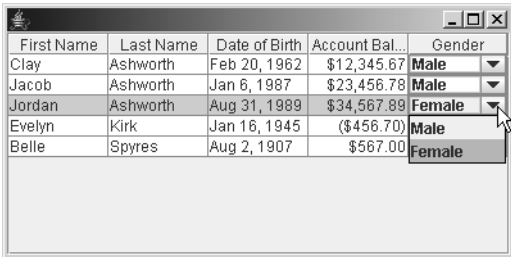 First Name Last Name Date of Birth Account Bal... Gender
Clay Ashworth Feb 20, 1962 $12,345.67 Male
Jacob Ashworth Jan 6, 1987 $23,456.78 Male
Jordan Ashworth Aug 31, 1989 $34,567.89 Female
Evelyn Kirk Jan 16, 1945 ($456.70) Male
Belle Spyres Aug 2, 1907 $567.00 Female